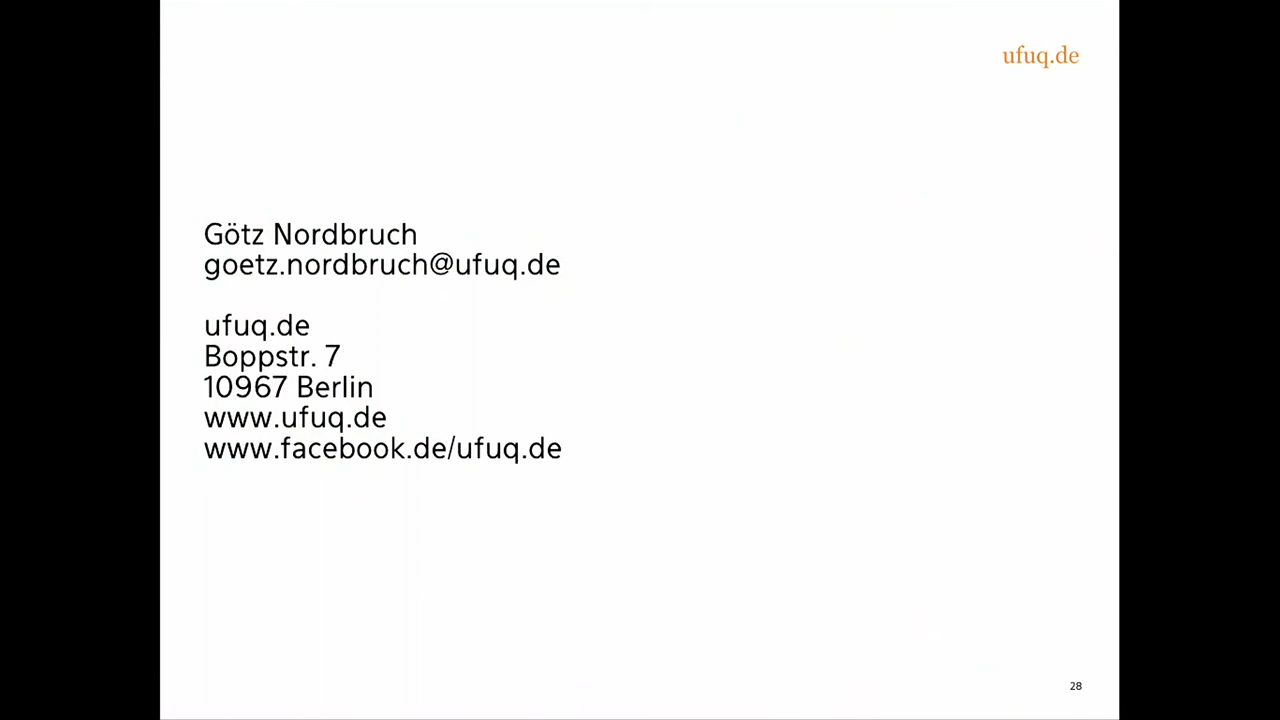 ufuq.de
Götz Nordbruch
goetz.nordbruch@ufuq.de
ufuq.de
Boppstr. 7
10967 Berlin
www.ufuq.de
www.facebook.de/ufuq.de
28